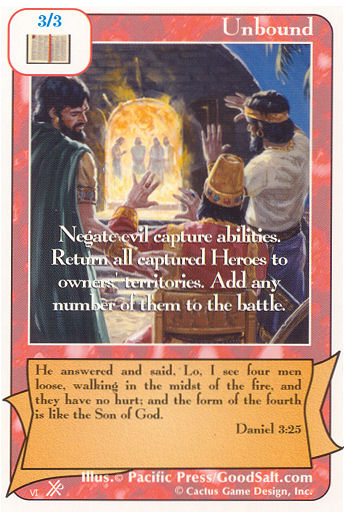 3/3
Unbound
Negate evil capture abilities.
Return all captured Heroes to
owners' territories. Add any
number of them to the battle.
He answered and said, Lo, I see four men
loose, walking in the midst of the fire, and
they have no hurt; and the form of the fourth
is like the Son of God.
Daniel 3:25
Illus.© Pacific Press/GoodSalt.com
VI
© Cactus Game Design, Inc.